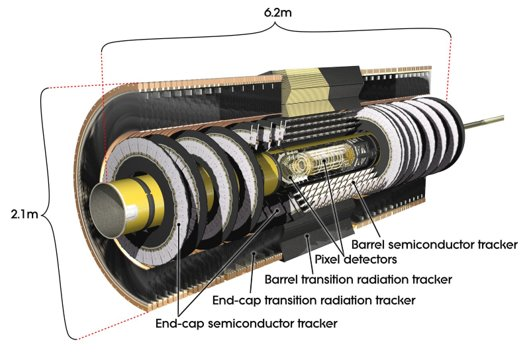 6.2m
2.1m
Barrel semiconductor tracker
Pixel detectors
Barrel transition radiation tracker
End-cap transition radiation tracker
End-cap semiconductor tracker